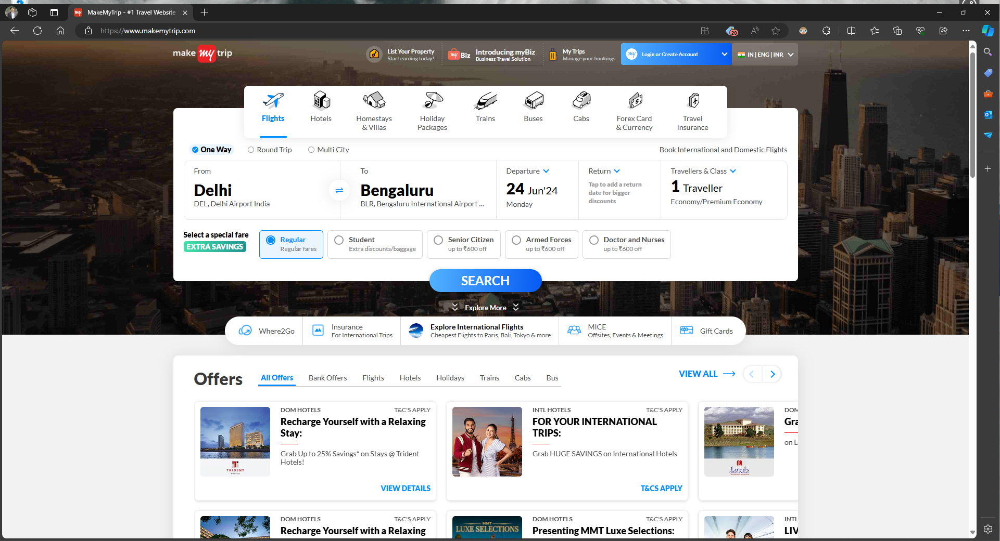 MakeMyTrip - #1 Travel Website
https://www.makemytrip.com
20
make my trip
List Your Property
Start earning today!
my Biz
Introducing myBiz
Business Travel Solution
My Trips
Manage your bookings
my
Login or Create Account
IN | ENG | INR
Flights
Hotels
Homestays
& Villas
Holiday
Packages
Trains
Buses
Cabs
Forex Card
& Currency
Travel
Insurance
One Way
Round Trip
Multi City
Book International and Domestic Flights
From
Delhi
DEL, Delhi Airport India
To
Bengaluru
BLR, Bengaluru International Airport ...
Departure
24 Jun'24
Monday
Return
Tap to add a return
date for bigger
discounts
Travellers & Class
1 Traveller
Economy/Premium Economy
Select a special fare
EXTRA SAVINGS
Regular
Regular fares
Student
Extra discounts/baggage
Senior Citizen
up to ₹600 off
Armed Forces
up to ₹600 off
Doctor and Nurses
up to ₹600 off
SEARCH
Explore More
Where2Go
Insurance
For International Trips
Explore International Flights
Cheapest Flights to Paris, Bali, Tokyo & more
MICE
Offsites, Events & Meetings
Gift Cards
Offers
All Offers
Bank Offers
Flights
Hotels
Holidays
Trains
Cabs
Bus
VIEW ALL
DOM HOTELS
T&C'S APPLY
Recharge Yourself with a Relaxing
Stay:
Grab Up to 25% Savings* on Stays @ Trident
Hotels!
TRIDENT
HOTELS
VIEW DETAILS
INTL HOTELS
T&C'S APPLY
FOR YOUR INTERNATIONAL
TRIPS:
Grab HUGE SAVINGS on International Hotels
T&CS APPLY
DOM
Gra
on L
Lords
DOM HOTELS
T&C'S APPLY
Recharge Yourself with a Relaxing
MMT
LUXE SELECTIONS
DOM HOTELS
T&C'S APPLY
Presenting MMT Luxe Selections:
INTL
LIV